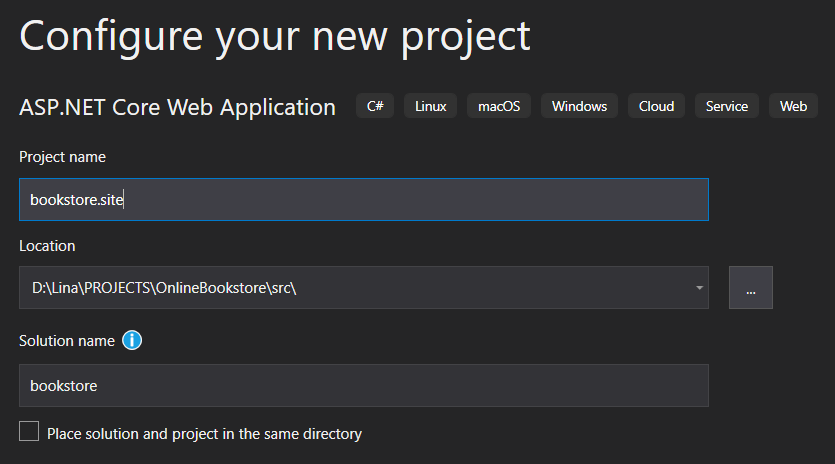 Configure your new project
ASP.NET Core Web Application C# Linux macOS Windows Cloud Service Web
Project name
bookstore.site
Location
D:\Lina\PROJECTS\OnlineBookstore\src\
...
Solution name i
bookstore
Place solution and project in the same directory